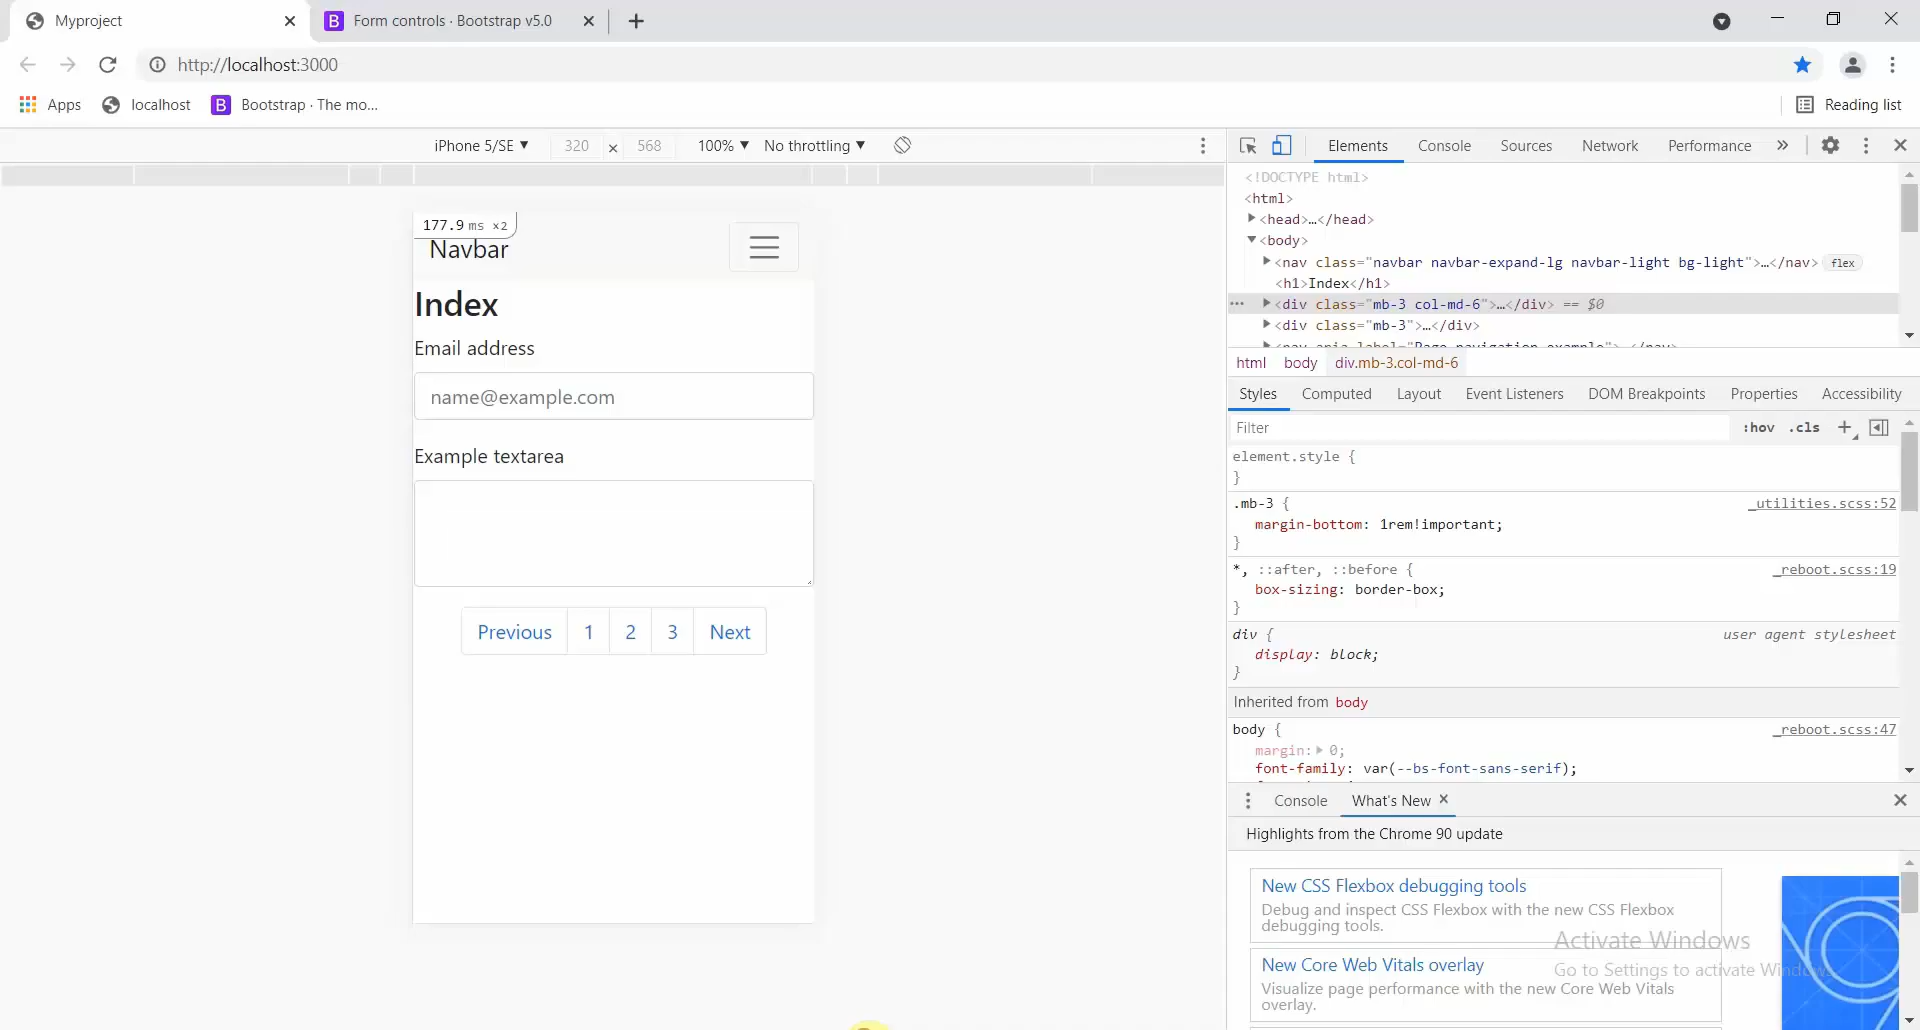 Myproject
Form controls · Bootstrap v5.0
http://localhost:3000
Apps
localhost
Bootstrap · The mo...
Reading list
iPhone 5/SE ▼
320
x
568
100% ▼
No throttling ▼
177.9 ms x2
Navbar
Index
Email address
name@example.com
Example textarea
Previous
1
2
3
Next
Elements
Console
Sources
Network
Performance
»
<!DOCTYPE html>
<html>
▶<head>…</head>
▼<body>
▶<nav class="navbar navbar-expand-lg navbar-light bg-light">…</nav> flex
<h1>Index</h1>
▶<div class="mb-3 col-md-6">…</div> == $0
▶<div class="mb-3">…</div>
▶<nav aria-label="Page navigation example">…</nav>
html
body
div.mb-3.col-md-6
Styles
Computed
Layout
Event Listeners
DOM Breakpoints
Properties
Accessibility
Filter
:hov
.cls
element.style {
}
.mb-3 {
_utilities.scss:52
margin-bottom: 1rem!important;
}
*, ::after, ::before {
_reboot.scss:19
box-sizing: border-box;
}
div {
user agent stylesheet
display: block;
}
Inherited from body
body {
_reboot.scss:47
margin:▶ 0;
font-family: var(--bs-font-sans-serif);
Console
What's New
Highlights from the Chrome 90 update
New CSS Flexbox debugging tools
Debug and inspect CSS Flexbox with the new CSS Flexbox
debugging tools.
New Core Web Vitals overlay
Visualize page performance with the new Core Web Vitals
overlay.
Activate Windows
Go to Settings to activate Windows.